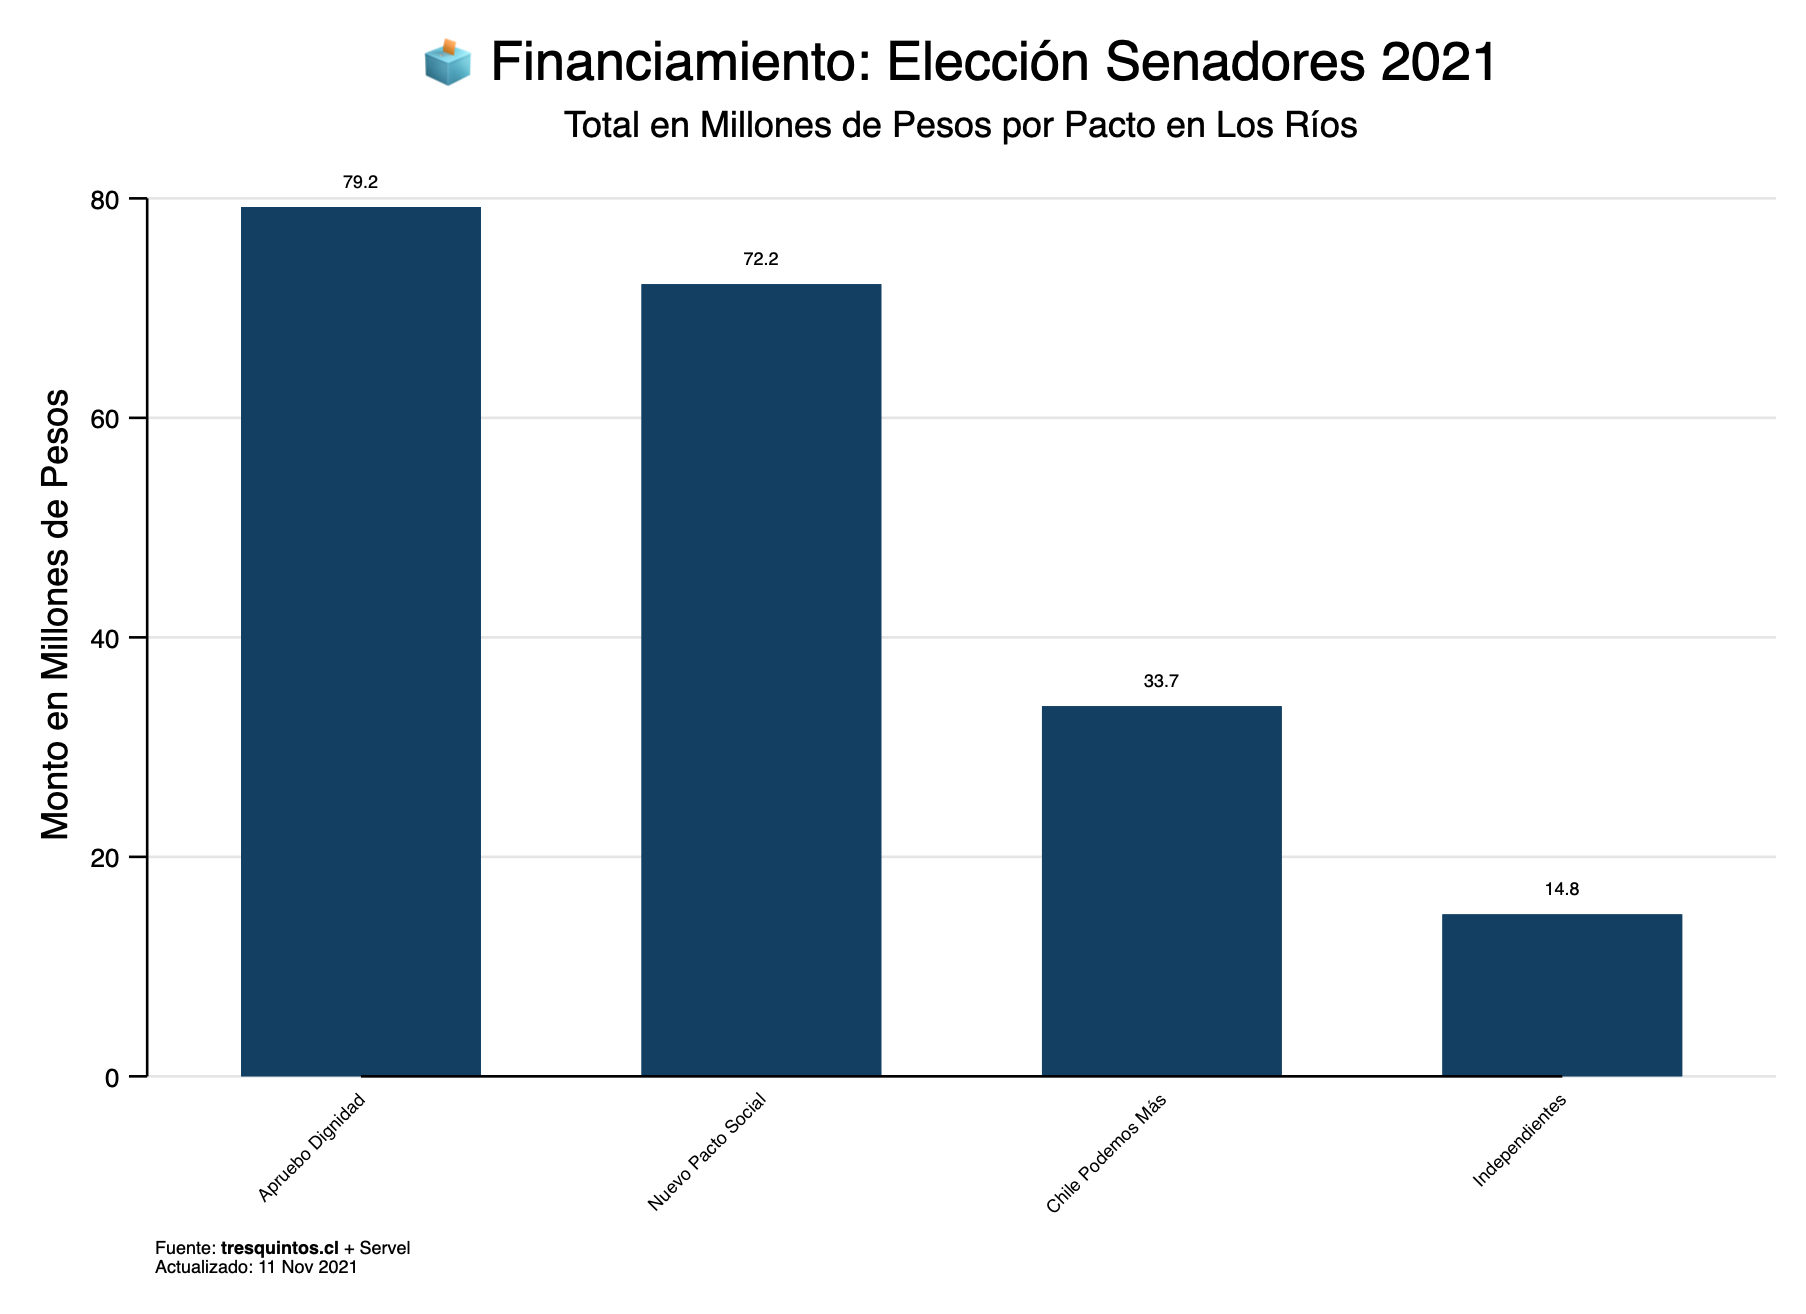 Financiamiento: Elección Senadores 2021
Total en Millones de Pesos por Pacto en Los Ríos
Monto en Millones de Pesos
80
60
40
20
0
79.2
72.2
33.7
14.8
Apruebo Dignidad
Nuevo Pacto Social
Chile Podemos Más
Independientes
Fuente: tresquintos.cl + Servel
Actualizado: 11 Nov 2021